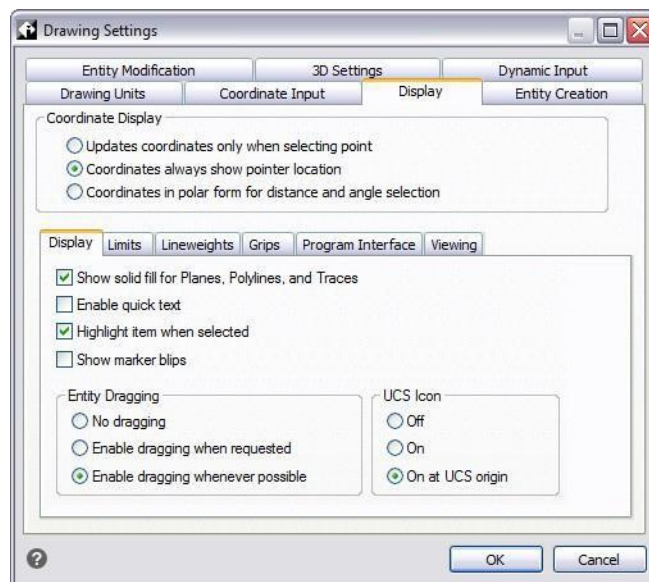 Drawing Settings
Entity Modification 3D Settings Dynamic Input
Drawing Units Coordinate Input Display Entity Creation
Coordinate Display
Updates coordinates only when selecting point
Coordinates always show pointer location
Coordinates in polar form for distance and angle selection
Display Limits Lineweights Grips Program Interface Viewing
Show solid fill for Planes, Polylines, and Traces
Enable quick text
Highlight item when selected
Show marker blips
Entity Dragging
No dragging
Enable dragging when requested
Enable dragging whenever possible
UCS Icon
Off
On
On at UCS origin
?
OK Cancel